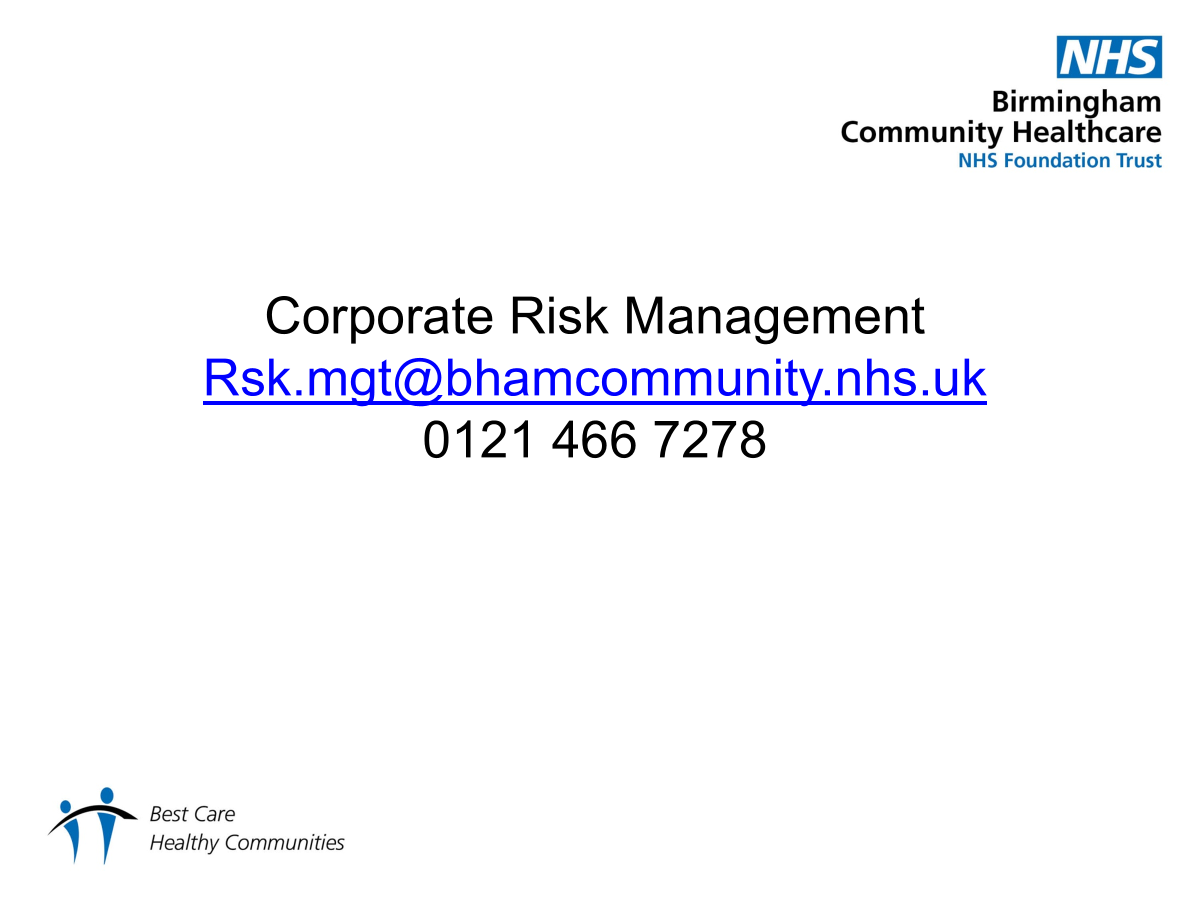 NHS
Birmingham
Community Healthcare
NHS Foundation Trust
Corporate Risk Management
Rsk.mgt@bhamcommunity.nhs.uk
0121 466 7278
Best Care
Healthy Communities